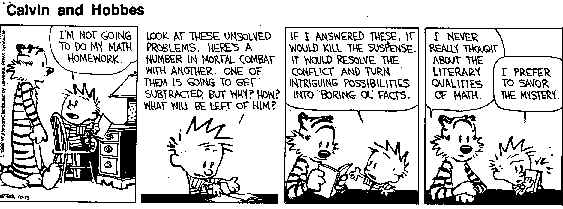 Calvin and Hobbes
I'M NOT GOING
TO DO MY MATH
HOMEWORK.
LOOK AT THESE UNSOLVED
PROBLEMS. HERE'S A
NUMBER IN MORTAL COMBAT
WITH ANOTHER. ONE OF
THEM IS GOING TO GET
SUBTRACTED. BUT WHY? HOW?
WHAT WILL BE LEFT OF HIM?
IF I ANSWERED THESE, IT
WOULD KILL THE SUSPENSE.
IT WOULD RESOLVE THE
CONFLICT AND TURN
INTRIGUING POSSIBILITIES
INTO BORING OL' FACTS.
I NEVER
REALLY THOUGHT
ABOUT THE
LITERARY
QUALITIES
OF MATH.
I PREFER
TO SAVOR
THE MYSTERY.